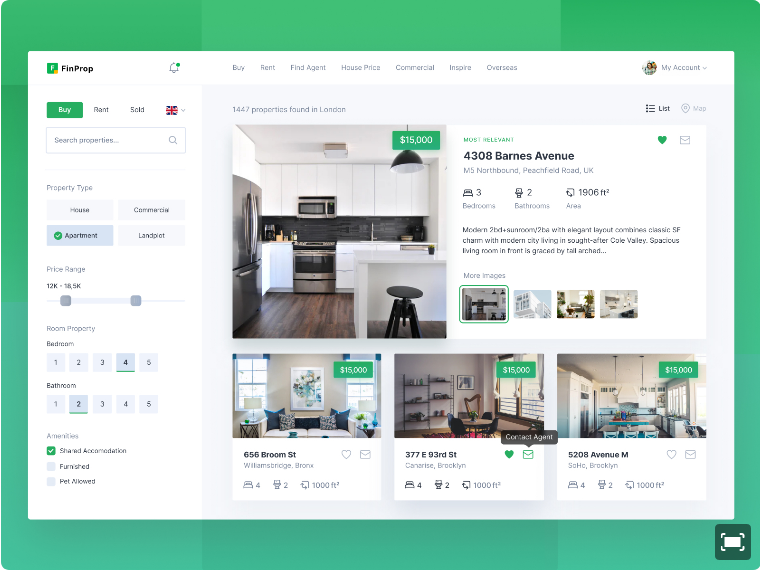 F FinProp
Buy Rent Find Agent House Price Commercial Inspire Overseas
My Account
Buy Rent Sold
Search properties...
Property Type
House Commercial
Apartment Landplot
Price Range
12K - 18,5K
Room Property
Bedroom
1 2 3 4 5
Bathroom
1 2 3 4 5
Amenities
Shared Accomodation
Furnished
Pet Allowed
1447 properties found in London
List Map
$15,000
MOST RELEVANT
4308 Barnes Avenue
M5 Northbound, Peachfield Road, UK
3 2 1906 ft²
Bedrooms Bathrooms Area
Modern 2bd+sunroom/2ba with elegant layout combines classic SF
charm with modern city living in sought-after Cole Valley. Spacious
living room in front is graced by tall arched...
More images
$15,000
656 Broom St
Williamsbridge, Bronx
4 2 1000 ft²
$15,000
Contact Agent
377 E 93rd St
Canarise, Brooklyn
4 2 1000 ft²
$15,000
5208 Avenue M
SoHo, Brooklyn
4 2 1000 ft²